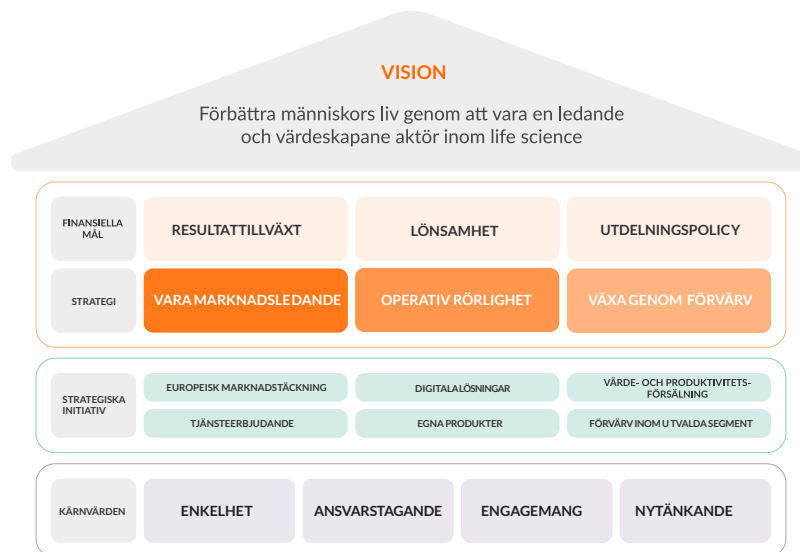 VISION
Förbättra människors liv genom att vara en ledande
och värdeskapane aktör inom life science
FINANSIELLA
MÅL
RESULTATTILLVÄXT
LÖNSAMHET
UTDELNINGSPOLICY
STRATEGI
VARA MARKNADSLEDANDE
OPERATIV RÖRLIGHET
VÄXA GENOM FÖRVÄRV
STRATEGISKA
INITIATIV
EUROPEISK MARKNADSTÄCKNING
DIGITALA LÖSNINGAR
VÄRDE- OCH PRODUKTIVITETS-
FÖRSÄLNING
TJÄNSTEERBJUDANDE
EGNA PRODUKTER
FÖRVÄRV INOM UTVALDA SEGMENT
KÄRNVÄRDEN
ENKELHET
ANSVARSTAGANDE
ENGAGEMANG
NYTÄNKANDE